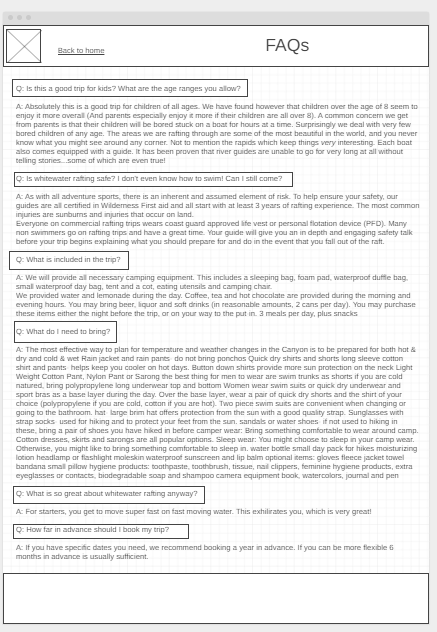 Back to home
FAQs
Q: Is this a good trip for kids? What are the age ranges you allow?
A: Absolutely this is a good trip for children of all ages. We have found however that children over the age of 8 seem to
enjoy it more overall (And parents especially enjoy it more if their children are all over 8). A common concern we get
from parents is that their children will be bored stuck on a boat for hours at a time. Surprisingly we deal with very few
bored children of any age. The areas we are rafting through are some of the most beautiful in the world, and you never
know what you might see around any corner. Not to mention the rapids which keep things very interesting. Each boat
also comes equipped with a guide. It has been proven that river guides are unable to go for very long at all without
telling stories...some of which are even true!
Q: Is whitewater rafting safe? I don't even know how to swim! Can I still come?
A: As with all adventure sports, there is an inherent and assumed element of risk. To help ensure your safety, our
guides are all certified in Wilderness First aid and all start with at least 3 years of rafting experience. The most common
injuries are sunburns and injuries that occur on land.
Everyone on commercial rafting trips wears coast guard approved life vest or personal flotation device (PFD). Many
non swimmers go on rafting trips and have a great time. Your guide will give you an in depth and engaging safety talk
before your trip begins explaining what you should prepare for and do in the event that you fall out of the raft.
Q: What is included in the trip?
A: We will provide all necessary camping equipment. This includes a sleeping bag, foam pad, waterproof duffle bag,
small waterproof day bag, tent and a cot, eating utensils and camping chair.
We provided water and lemonade during the day. Coffee, tea and hot chocolate are provided during the morning and
evening hours. You may bring beer, liquor and soft drinks (in reasonable amounts, 2 cans per day). You may purchase
these items either the night before the trip, or on your way to the put-in. 3 meals per day, plus snacks
Q: What do I need to bring?
A: The most effective way to plan for temperature and weather changes in the Canyon is to be prepared for both hot &
dry and cold & wet Rain jacket and rain pants· do not bring ponchos Quick dry shirts and shorts long sleeve cotton
shirt and pants· helps keep you cooler on hot days. Button down shirts provide more sun protection on the neck Light
Weight Cotton Pant, Nylon Pant or Sarong the best thing for men to wear are swim trunks as shorts if you are cold
natured, bring polypropylene long underwear top and bottom Women wear swim suits or quick dry underwear and
sport bras as a base layer during the day. Over the base layer, wear a pair of quick dry shorts and the shirt of your
choice (polypropylene if you are cold, cotton if you are hot). Two piece swim suits are convenient when changing or
going to the bathroom. hat· large brim hat offers protection from the sun with a good quality strap. Sunglasses with
strap socks· used for hiking and to protect your feet from the sun. sandals or water shoes· if not used to hiking in
these, bring a pair of shoes you have hiked in before camper wear: Bring something comfortable to wear around camp.
Cotton dresses, skirts and sarongs are all popular options. Sleep wear: You might choose to sleep in your camp wear.
Otherwise, you might like to bring something comfortable to sleep in. water bottle small day pack for hikes moisturizing
lotion headlamp or flashlight moleskin waterproof sunscreen and lip balm optional items: gloves fleece jacket towel
bandana small pillow hygiene products: toothpaste, toothbrush, tissue, nail clippers, feminine hygiene products, extra
eyeglasses or contacts, biodegradable soap and shampoo camera equipment book, watercolors, journal and pen
Q: What is so great about whitewater rafting anyway?
A: For starters, you get to move super fast on fast moving water. This exhilirates you, which is very great!
Q: How far in advance should I book my trip?
A: If you have specific dates you need, we recommend booking a year in advance. If you can be more flexible 6
months in advance is usually sufficient.